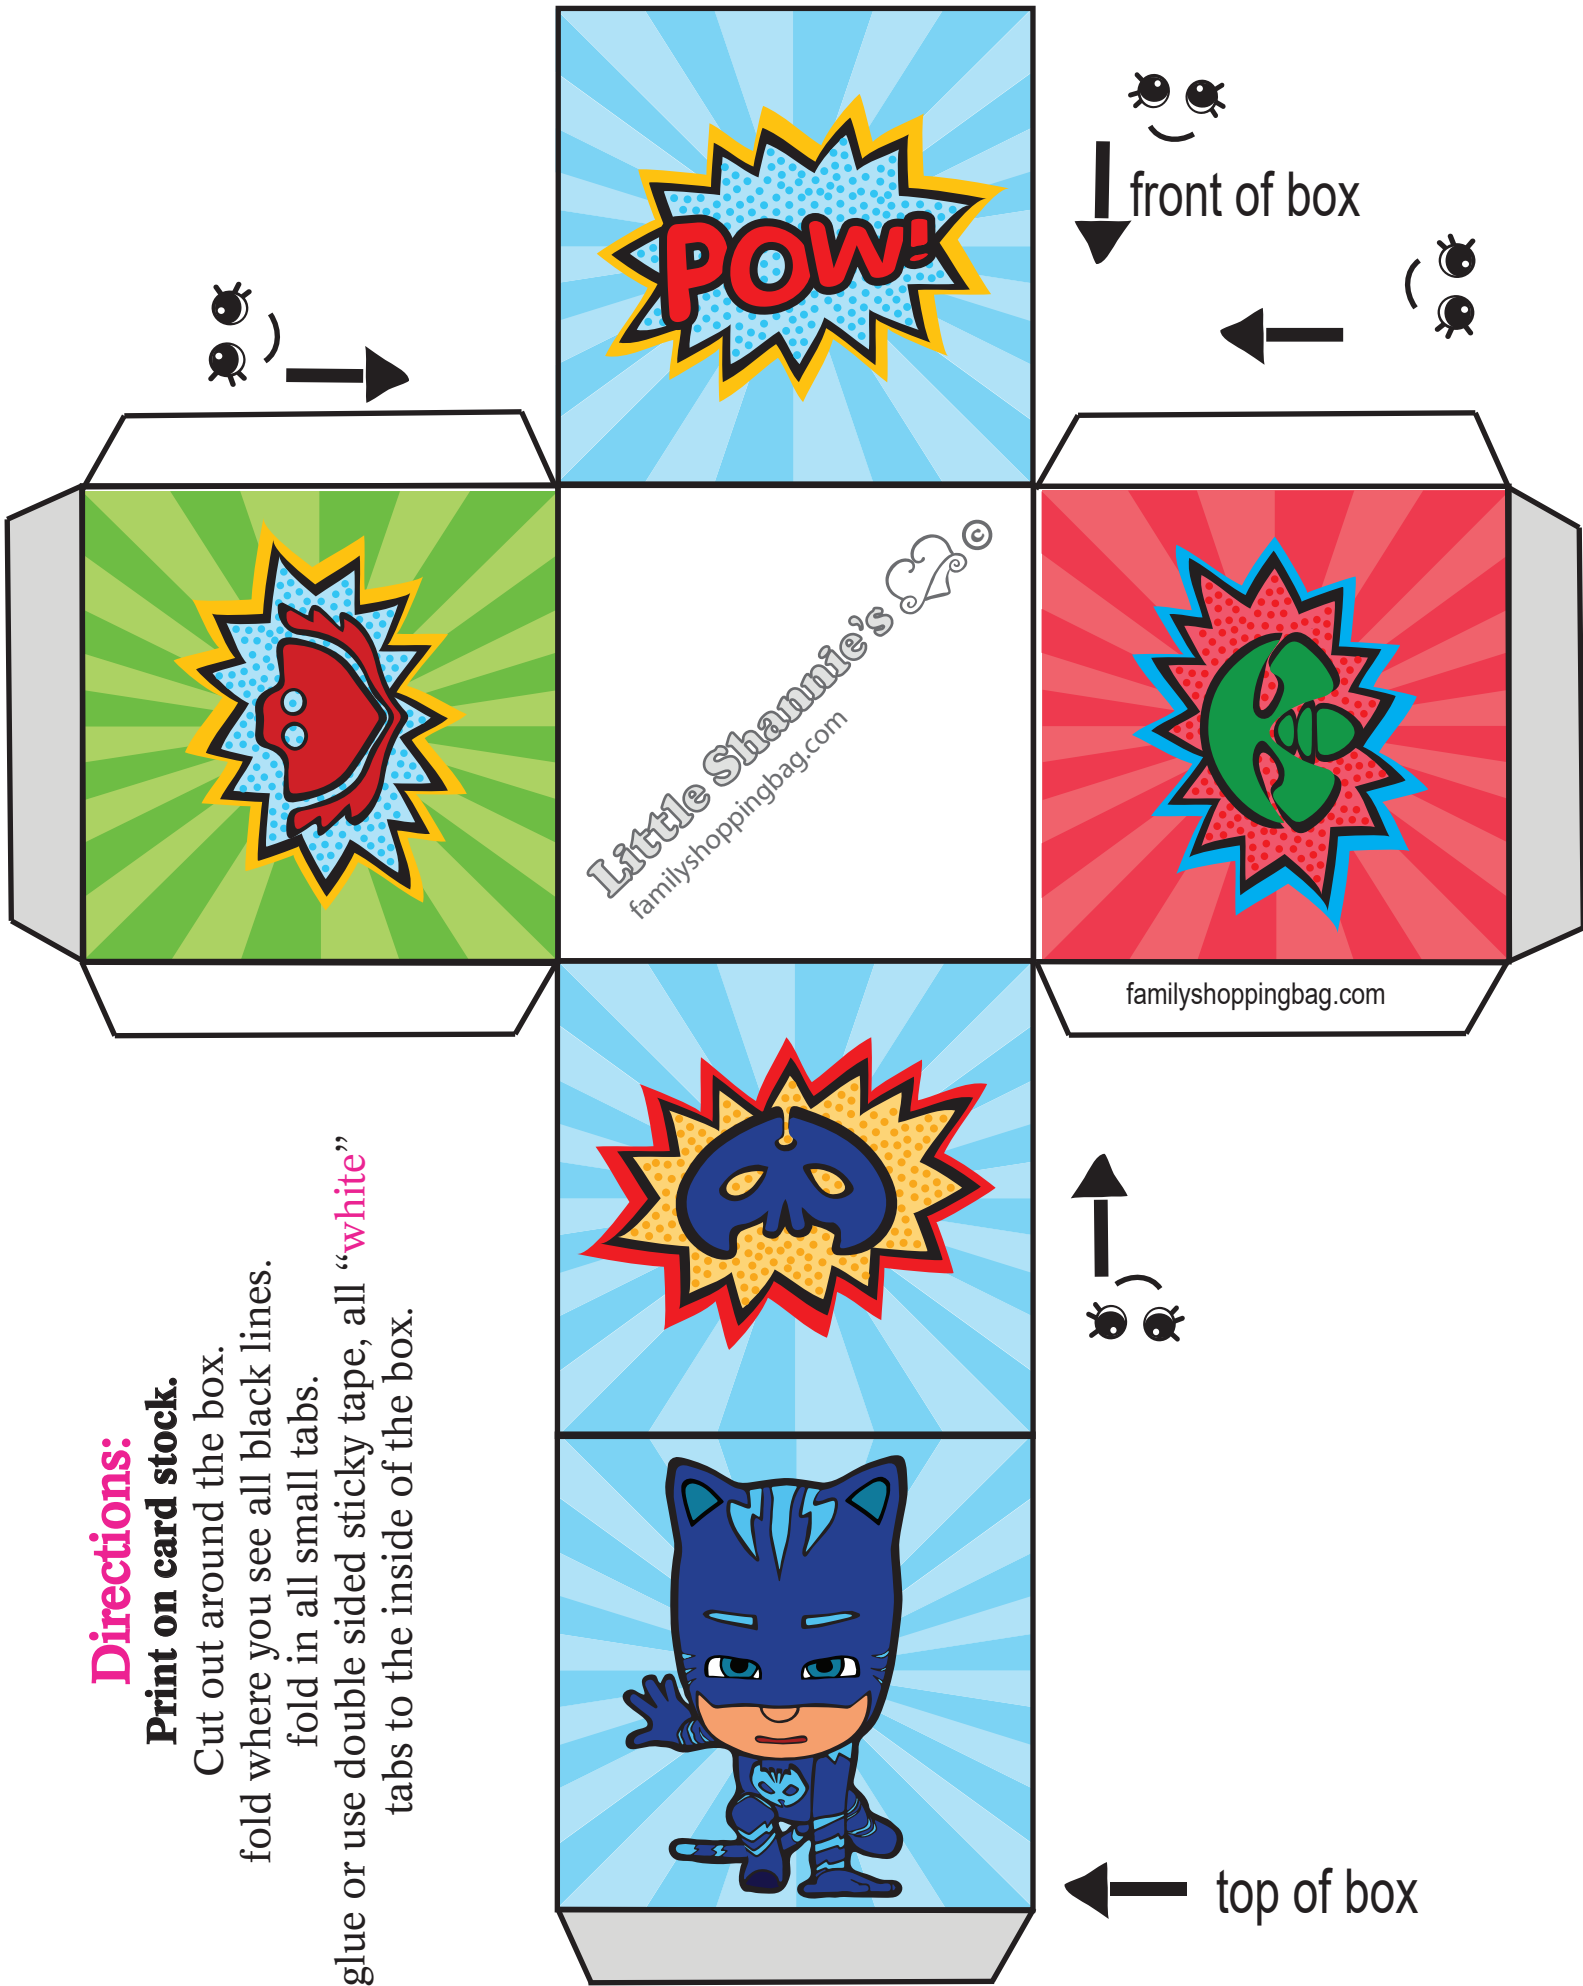 POW!
front of box
Little Shannie's ©
familyshoppingbag.com
familyshoppingbag.com
Directions:
Print on card stock.
Cut out around the box.
fold where you see all black lines.
fold in all small tabs.
glue or use double sided sticky tape, all “white”
tabs to the inside of the box.
top of box